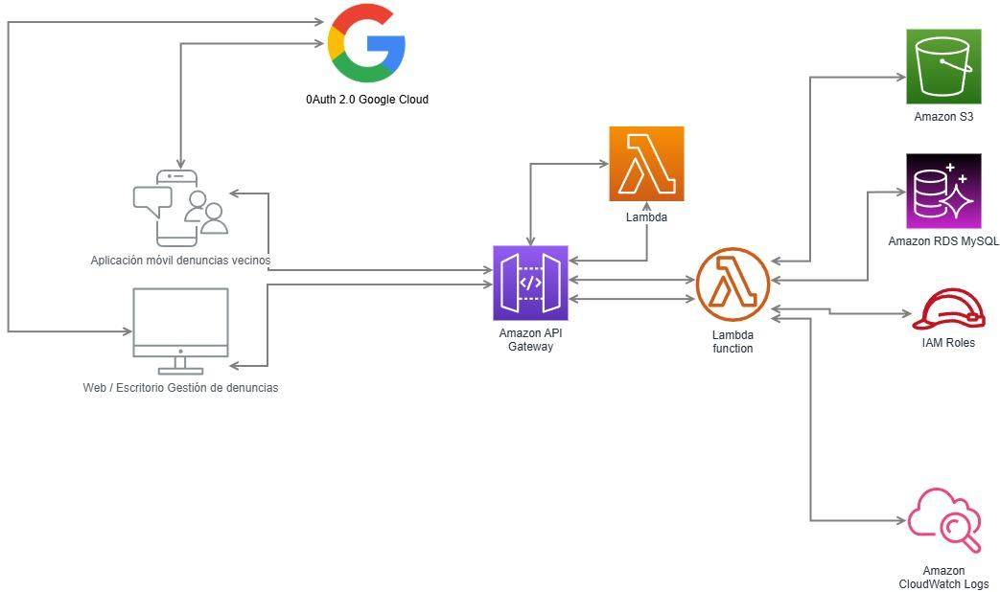 0Auth 2.0 Google Cloud
Amazon S3
Lambda
Amazon RDS MySQL
Aplicación móvil denuncias vecinos
</>
Amazon API
Gateway
Lambda
function
IAM Roles
Web / Escritorio Gestión de denuncias
Amazon
CloudWatch Logs